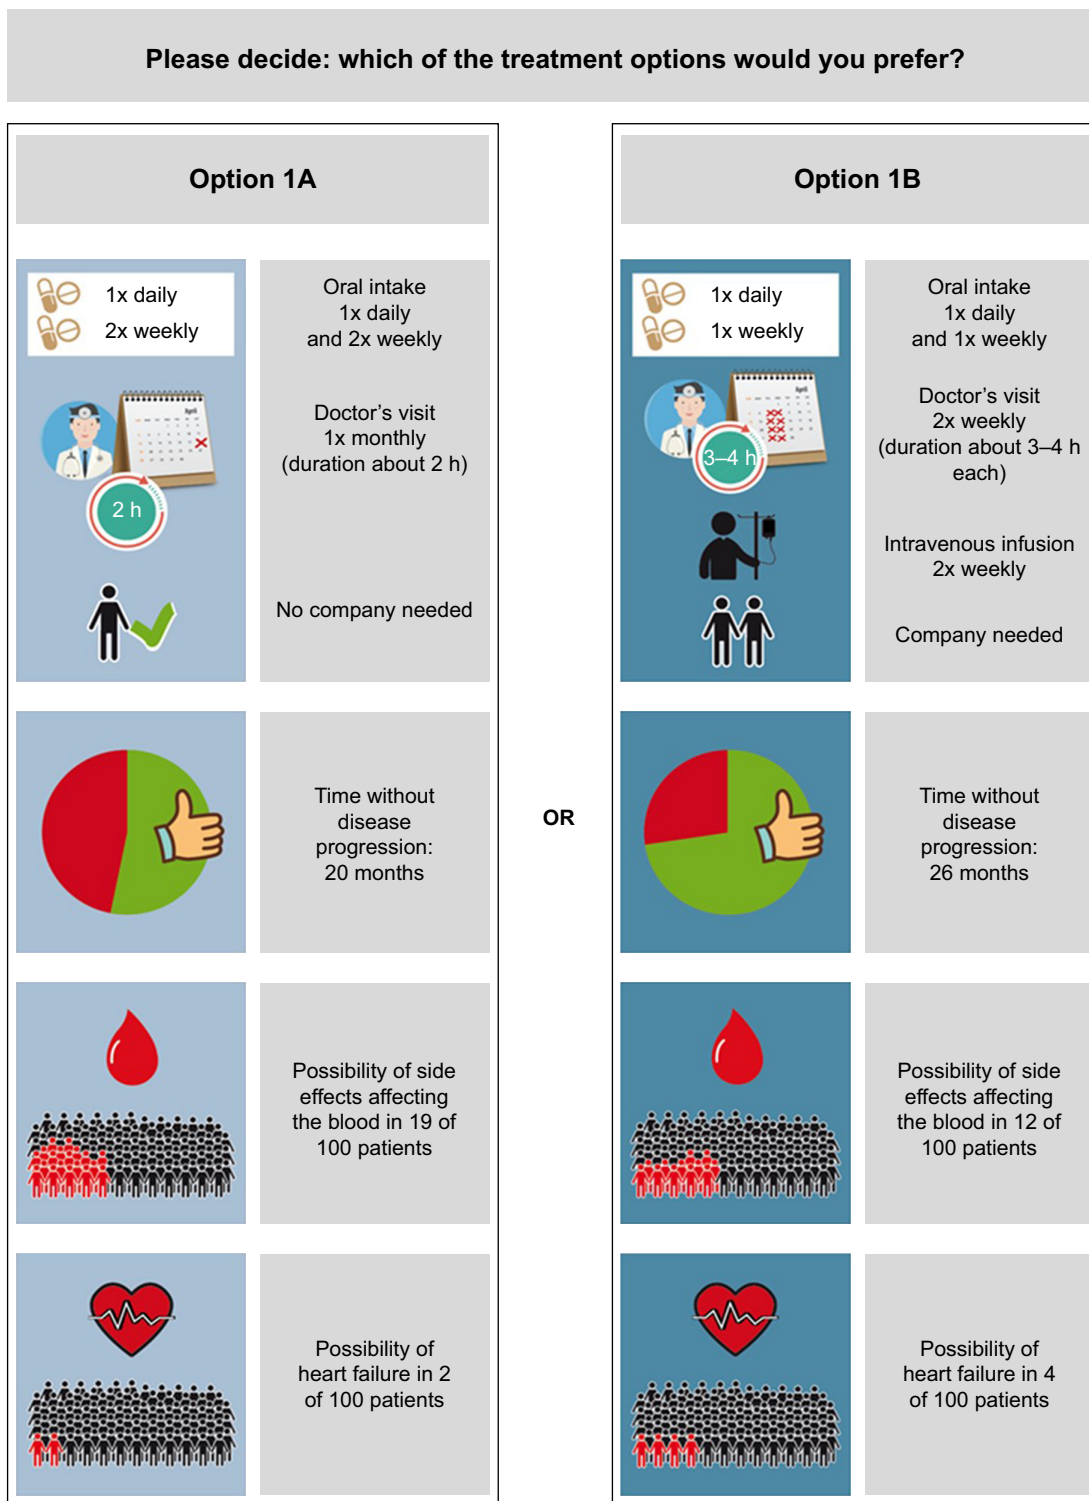 Please decide: which of the treatment options would you prefer?
Option 1A
1x daily
2x weekly
Oral intake
1x daily
and 2x weekly
April
2 h
Doctor's visit
1x monthly
(duration about 2 h)
No company needed
Time without
disease
progression:
20 months
Possibility of side
effects affecting
the blood in 19 of
100 patients
Possibility of
heart failure in 2
of 100 patients
OR
Option 1B
1x daily
1x weekly
Oral intake
1x daily
and 1x weekly
April
3–4 h
Doctor's visit
2x weekly
(duration about 3–4 h
each)
Intravenous infusion
2x weekly
Company needed
Time without
disease
progression:
26 months
Possibility of side
effects affecting
the blood in 12 of
100 patients
Possibility of
heart failure in 4
of 100 patients